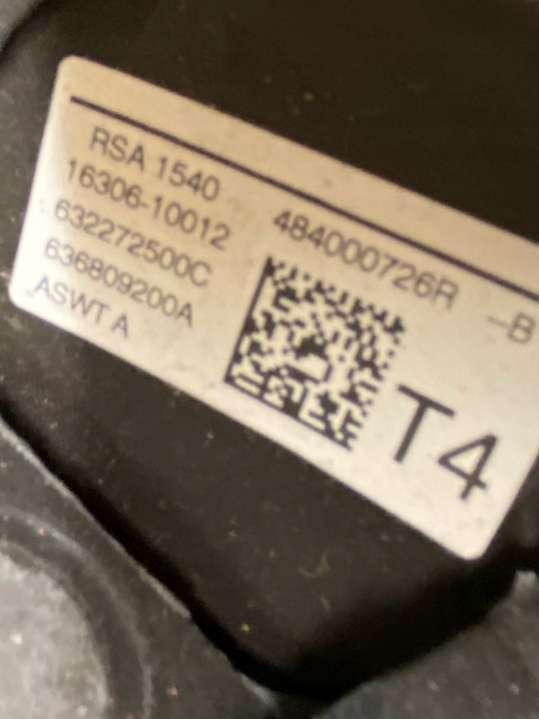 RSA 1540
16306-10012
632272500C
636809200A
ASWT A
484000726R -B
T4